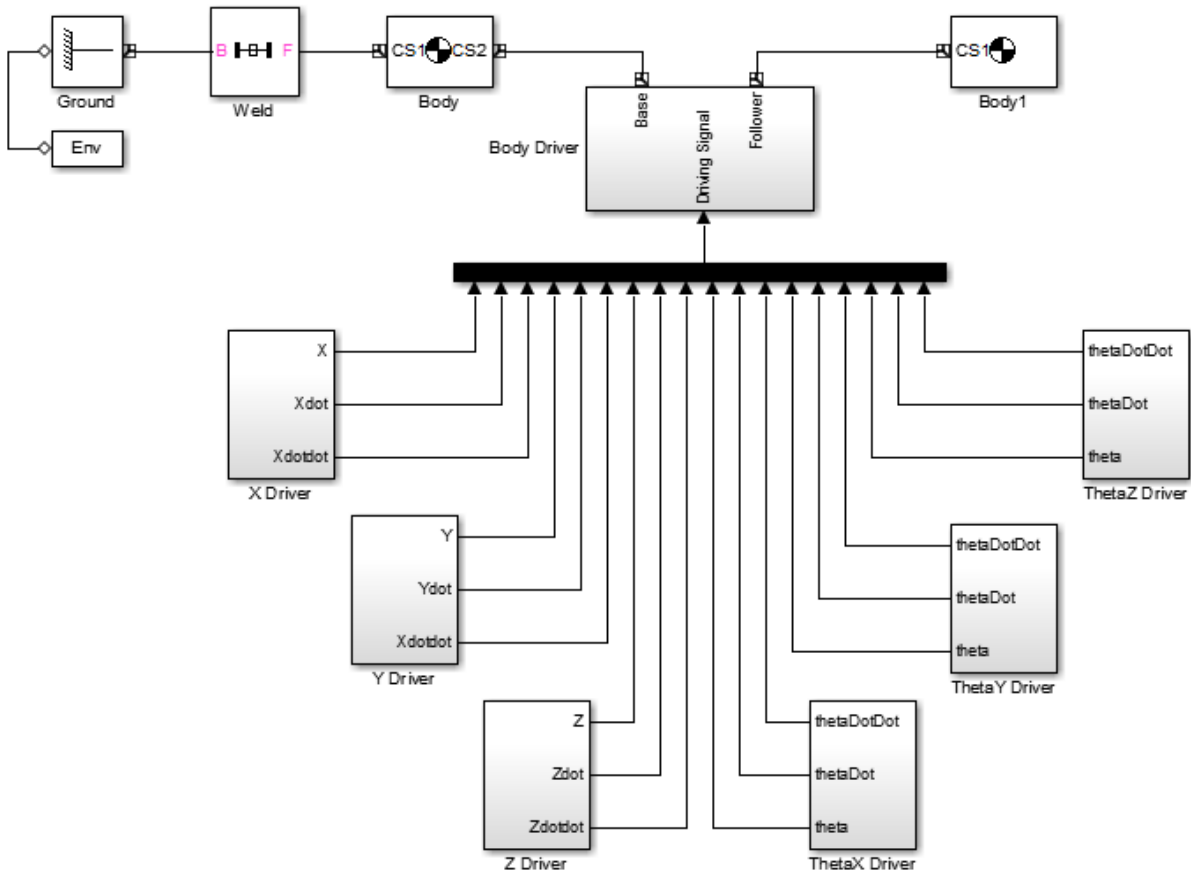 B F
CS1 CS2
CS1
Ground
Weld
Body
Body1
Env
Base
Driving Signal
Follower
Body Driver
X
Xdot
Xdotdot
X Driver
thetaDotDot
thetaDot
theta
ThetaZ Driver
Y
Ydot
Xdotdot
Y Driver
thetaDotDot
thetaDot
theta
ThetaY Driver
Z
Zdot
Zdotdot
Z Driver
thetaDotDot
thetaDot
theta
ThetaX Driver